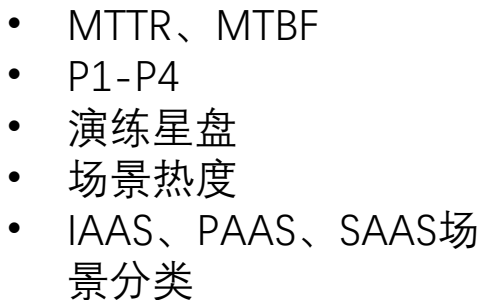 • MTTR、MTBF
• P1-P4
• 演练星盘
• 场景热度
• IAAS、PAAS、SAAS场
景分类